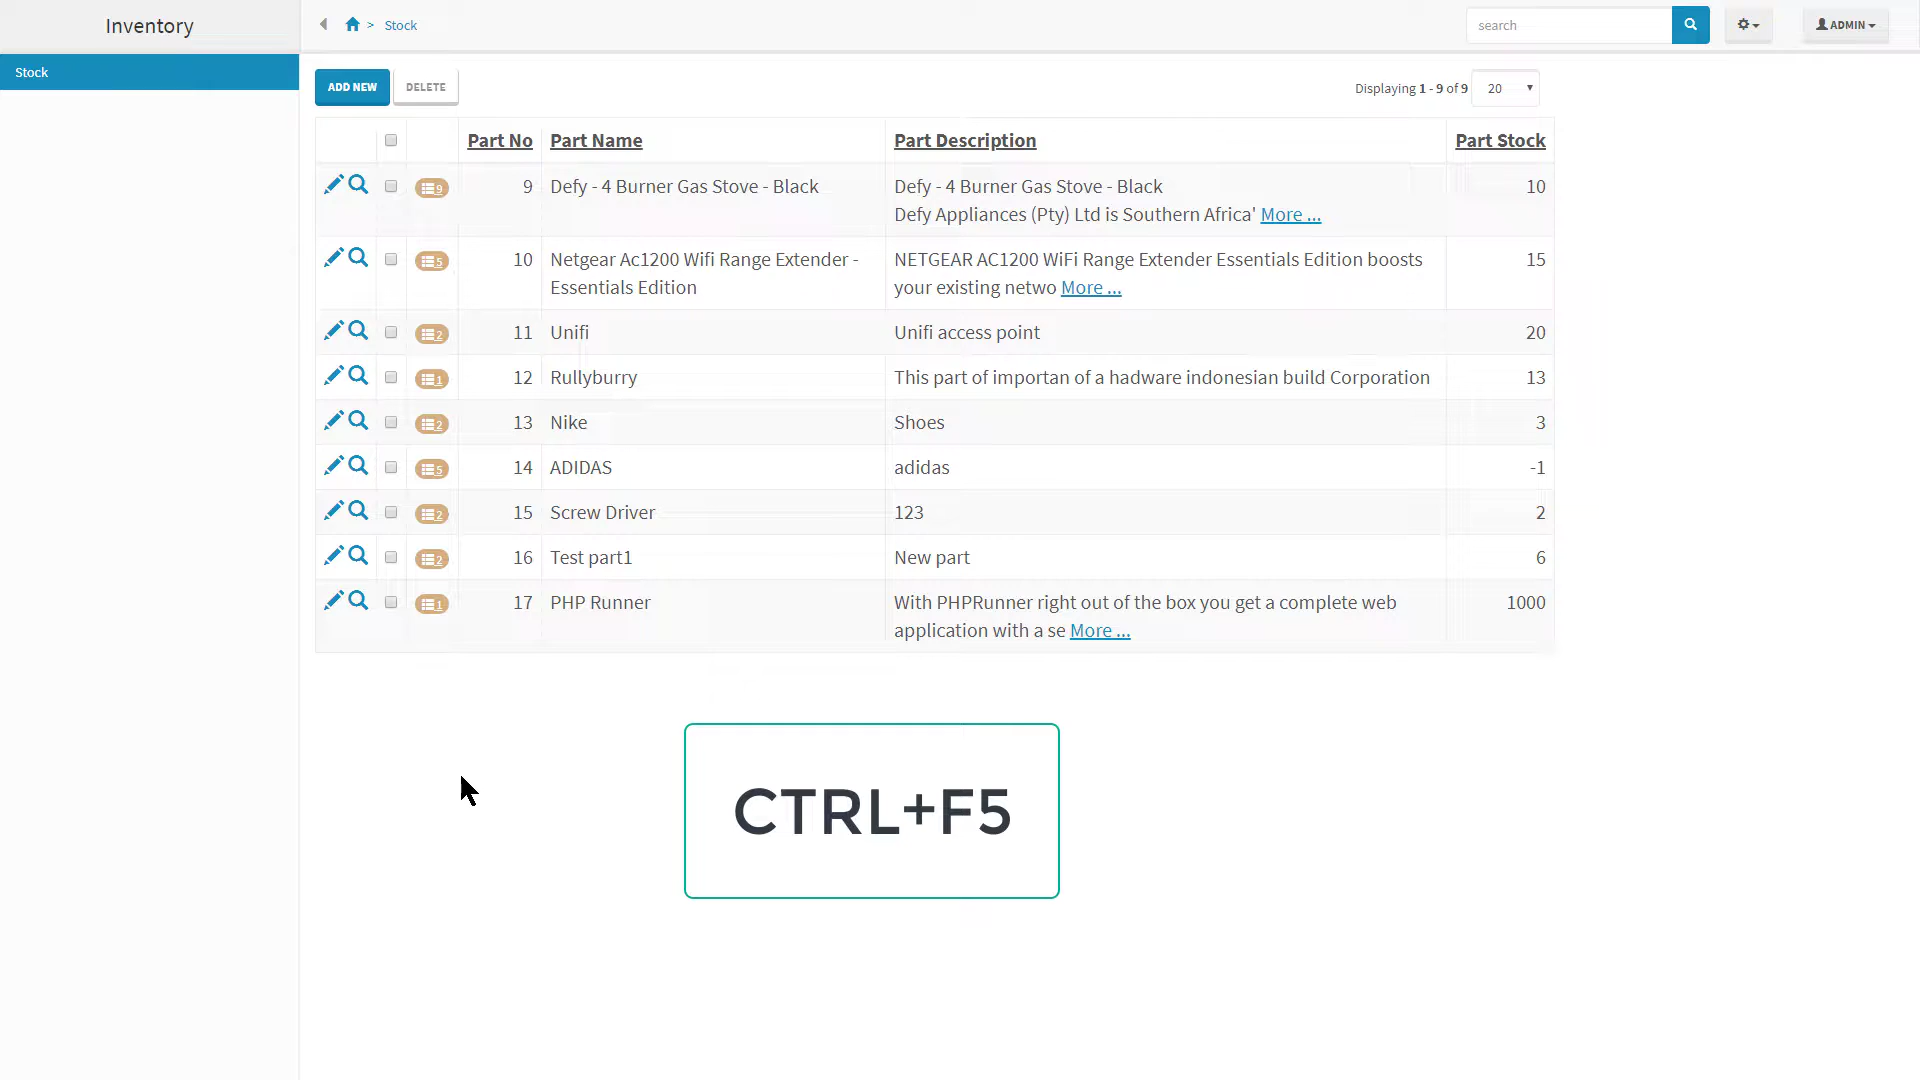 Inventory
> Stock
search
ADMIN
Stock
ADD NEW
DELETE
Displaying 1 - 9 of 9
20
Part No
Part Name
Part Description
Part Stock
9
9
Defy - 4 Burner Gas Stove - Black
Defy - 4 Burner Gas Stove - Black
10
Defy Appliances (Pty) Ltd is Southern Africa' More ...
5
10
Netgear Ac1200 Wifi Range Extender -
NETGEAR AC1200 WiFi Range Extender Essentials Edition boosts
15
Essentials Edition
your existing netwo More ...
2
11
Unifi
Unifi access point
20
1
12
Rullyburry
This part of importan of a hadware indonesian build Corporation
13
2
13
Nike
Shoes
3
5
14
ADIDAS
adidas
-1
2
15
Screw Driver
123
2
2
16
Test part1
New part
6
1
17
PHP Runner
With PHPRunner right out of the box you get a complete web
1000
application with a se More ...
CTRL+F5